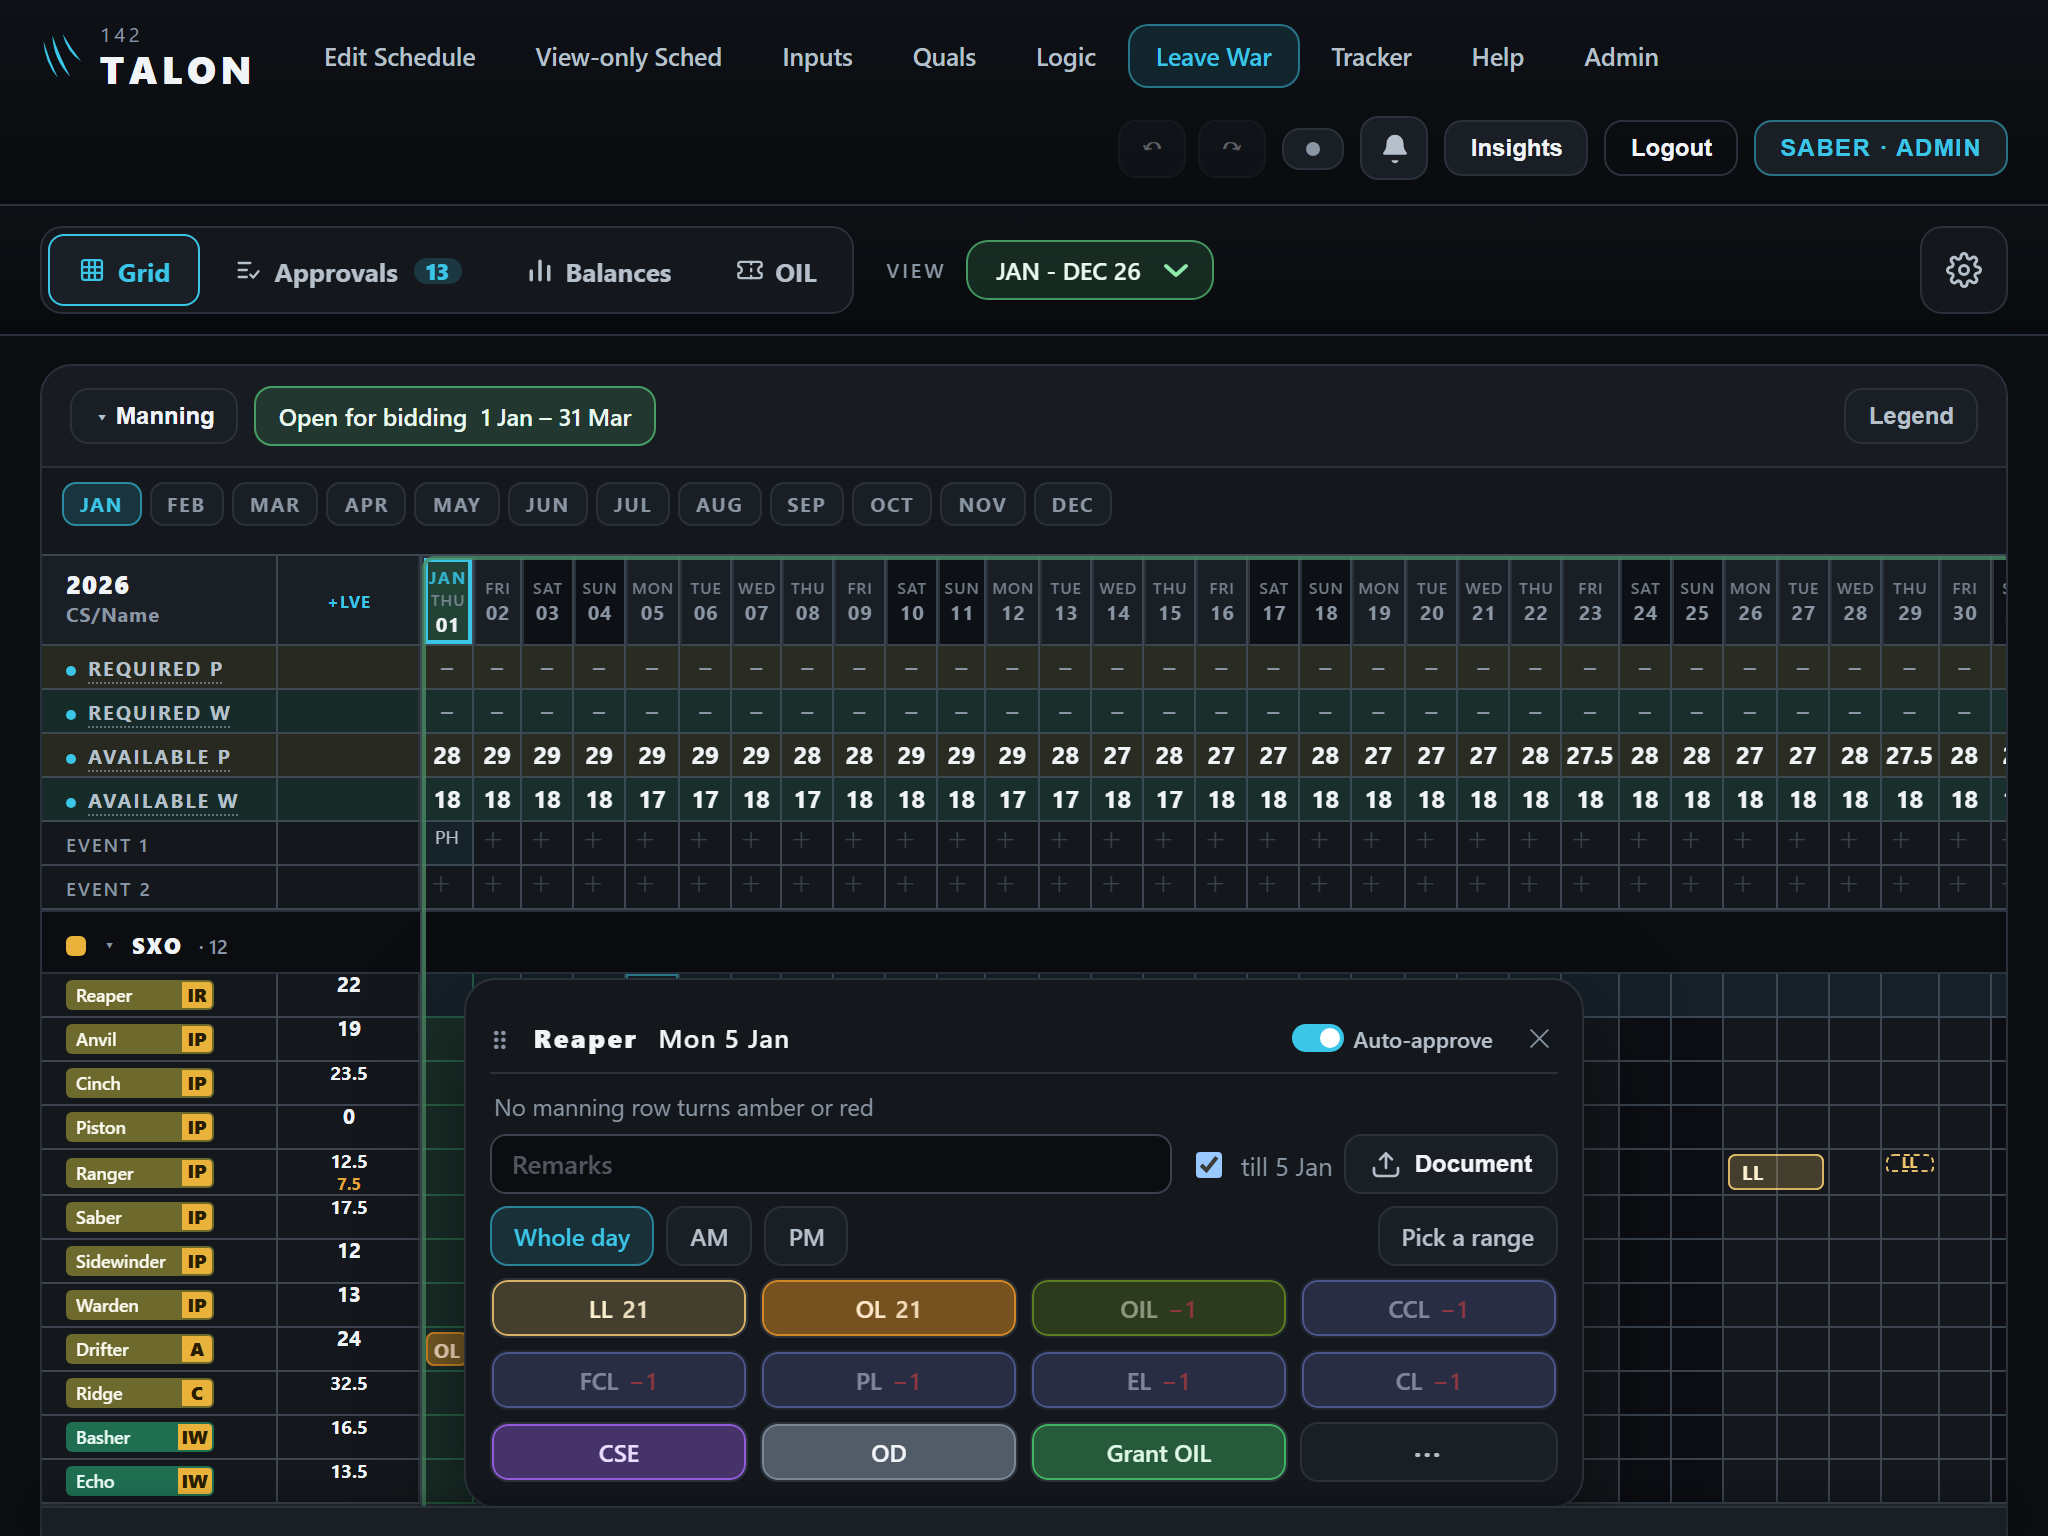 142
TALON
Edit Schedule View-only Sched Inputs Quals Logic Leave War Tracker Help Admin
Insights Logout SABER · ADMIN
Grid Approvals 13 Balances OIL VIEW JAN - DEC 26
Manning Open for bidding 1 Jan – 31 Mar Legend
JAN FEB MAR APR MAY JUN JUL AUG SEP OCT NOV DEC
2026
CS/Name
+LVE
JAN THU 01 FRI 02 SAT 03 SUN 04 MON 05 TUE 06 WED 07 THU 08 FRI 09 SAT 10 SUN 11 MON 12 TUE 13 WED 14 THU 15 FRI 16 SAT 17 SUN 18 MON 19 TUE 20 WED 21 THU 22 FRI 23 SAT 24 SUN 25 MON 26 TUE 27 WED 28 THU 29 FRI 30
REQUIRED P – – – – – – – – – – – – – – – – – – – – – – – – – – – – – –
REQUIRED W – – – – – – – – – – – – – – – – – – – – – – – – – – – – – –
AVAILABLE P 28 29 29 29 29 29 29 28 28 29 29 29 28 27 28 27 27 28 27 27 27 28 27.5 28 28 27 27 28 27.5 28
AVAILABLE W 18 18 18 18 17 17 18 17 18 18 18 17 17 18 17 18 18 18 18 18 18 18 18 18 18 18 18 18 18 18
EVENT 1 PH + + + + + + + + + + + + + + + + + + + + + + + + + + + + +
EVENT 2 + + + + + + + + + + + + + + + + + + + + + + + + + + + + + +
SXO · 12
Reaper IR 22
Anvil IP 19
Cinch IP 23.5
Piston IP 0
Ranger IP 12.5
7.5
LL LL
Saber IP 17.5
Sidewinder IP 12
Warden IP 13
Drifter A 24 OL
Ridge C 32.5
Basher IW 16.5
Echo IW 13.5
Reaper Mon 5 Jan Auto-approve
No manning row turns amber or red
Remarks till 5 Jan Document
Whole day AM PM Pick a range
LL 21 OL 21 OIL –1 CCL –1
FCL –1 PL –1 EL –1 CL –1
CSE OD Grant OIL ...